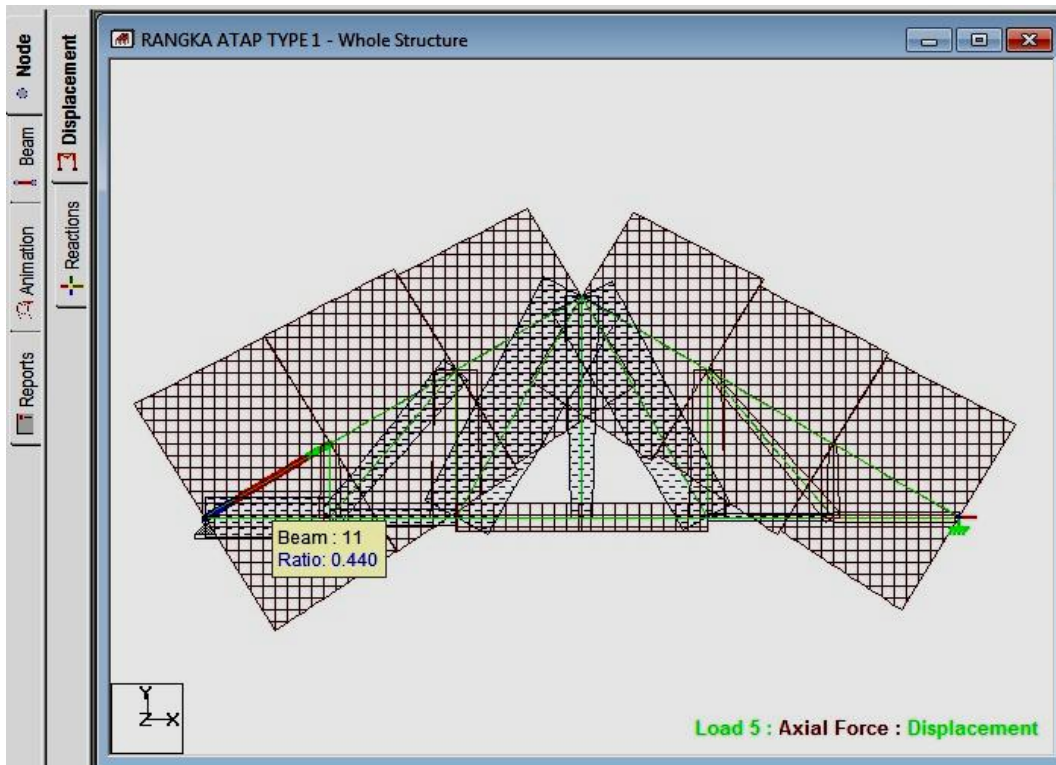 RANGKA ATAP TYPE 1 - Whole Structure
Node
Beam
Animation
Reports
Displacement
Reactions
Beam : 11
Ratio: 0.440
Y
Z X
Load 5 : Axial Force : Displacement